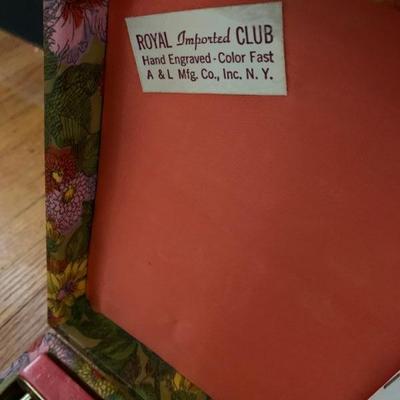 ROYAL Imported CLUB
Hand Engraved - Color Fast
A & L Mfg. Co., Inc. N. Y.